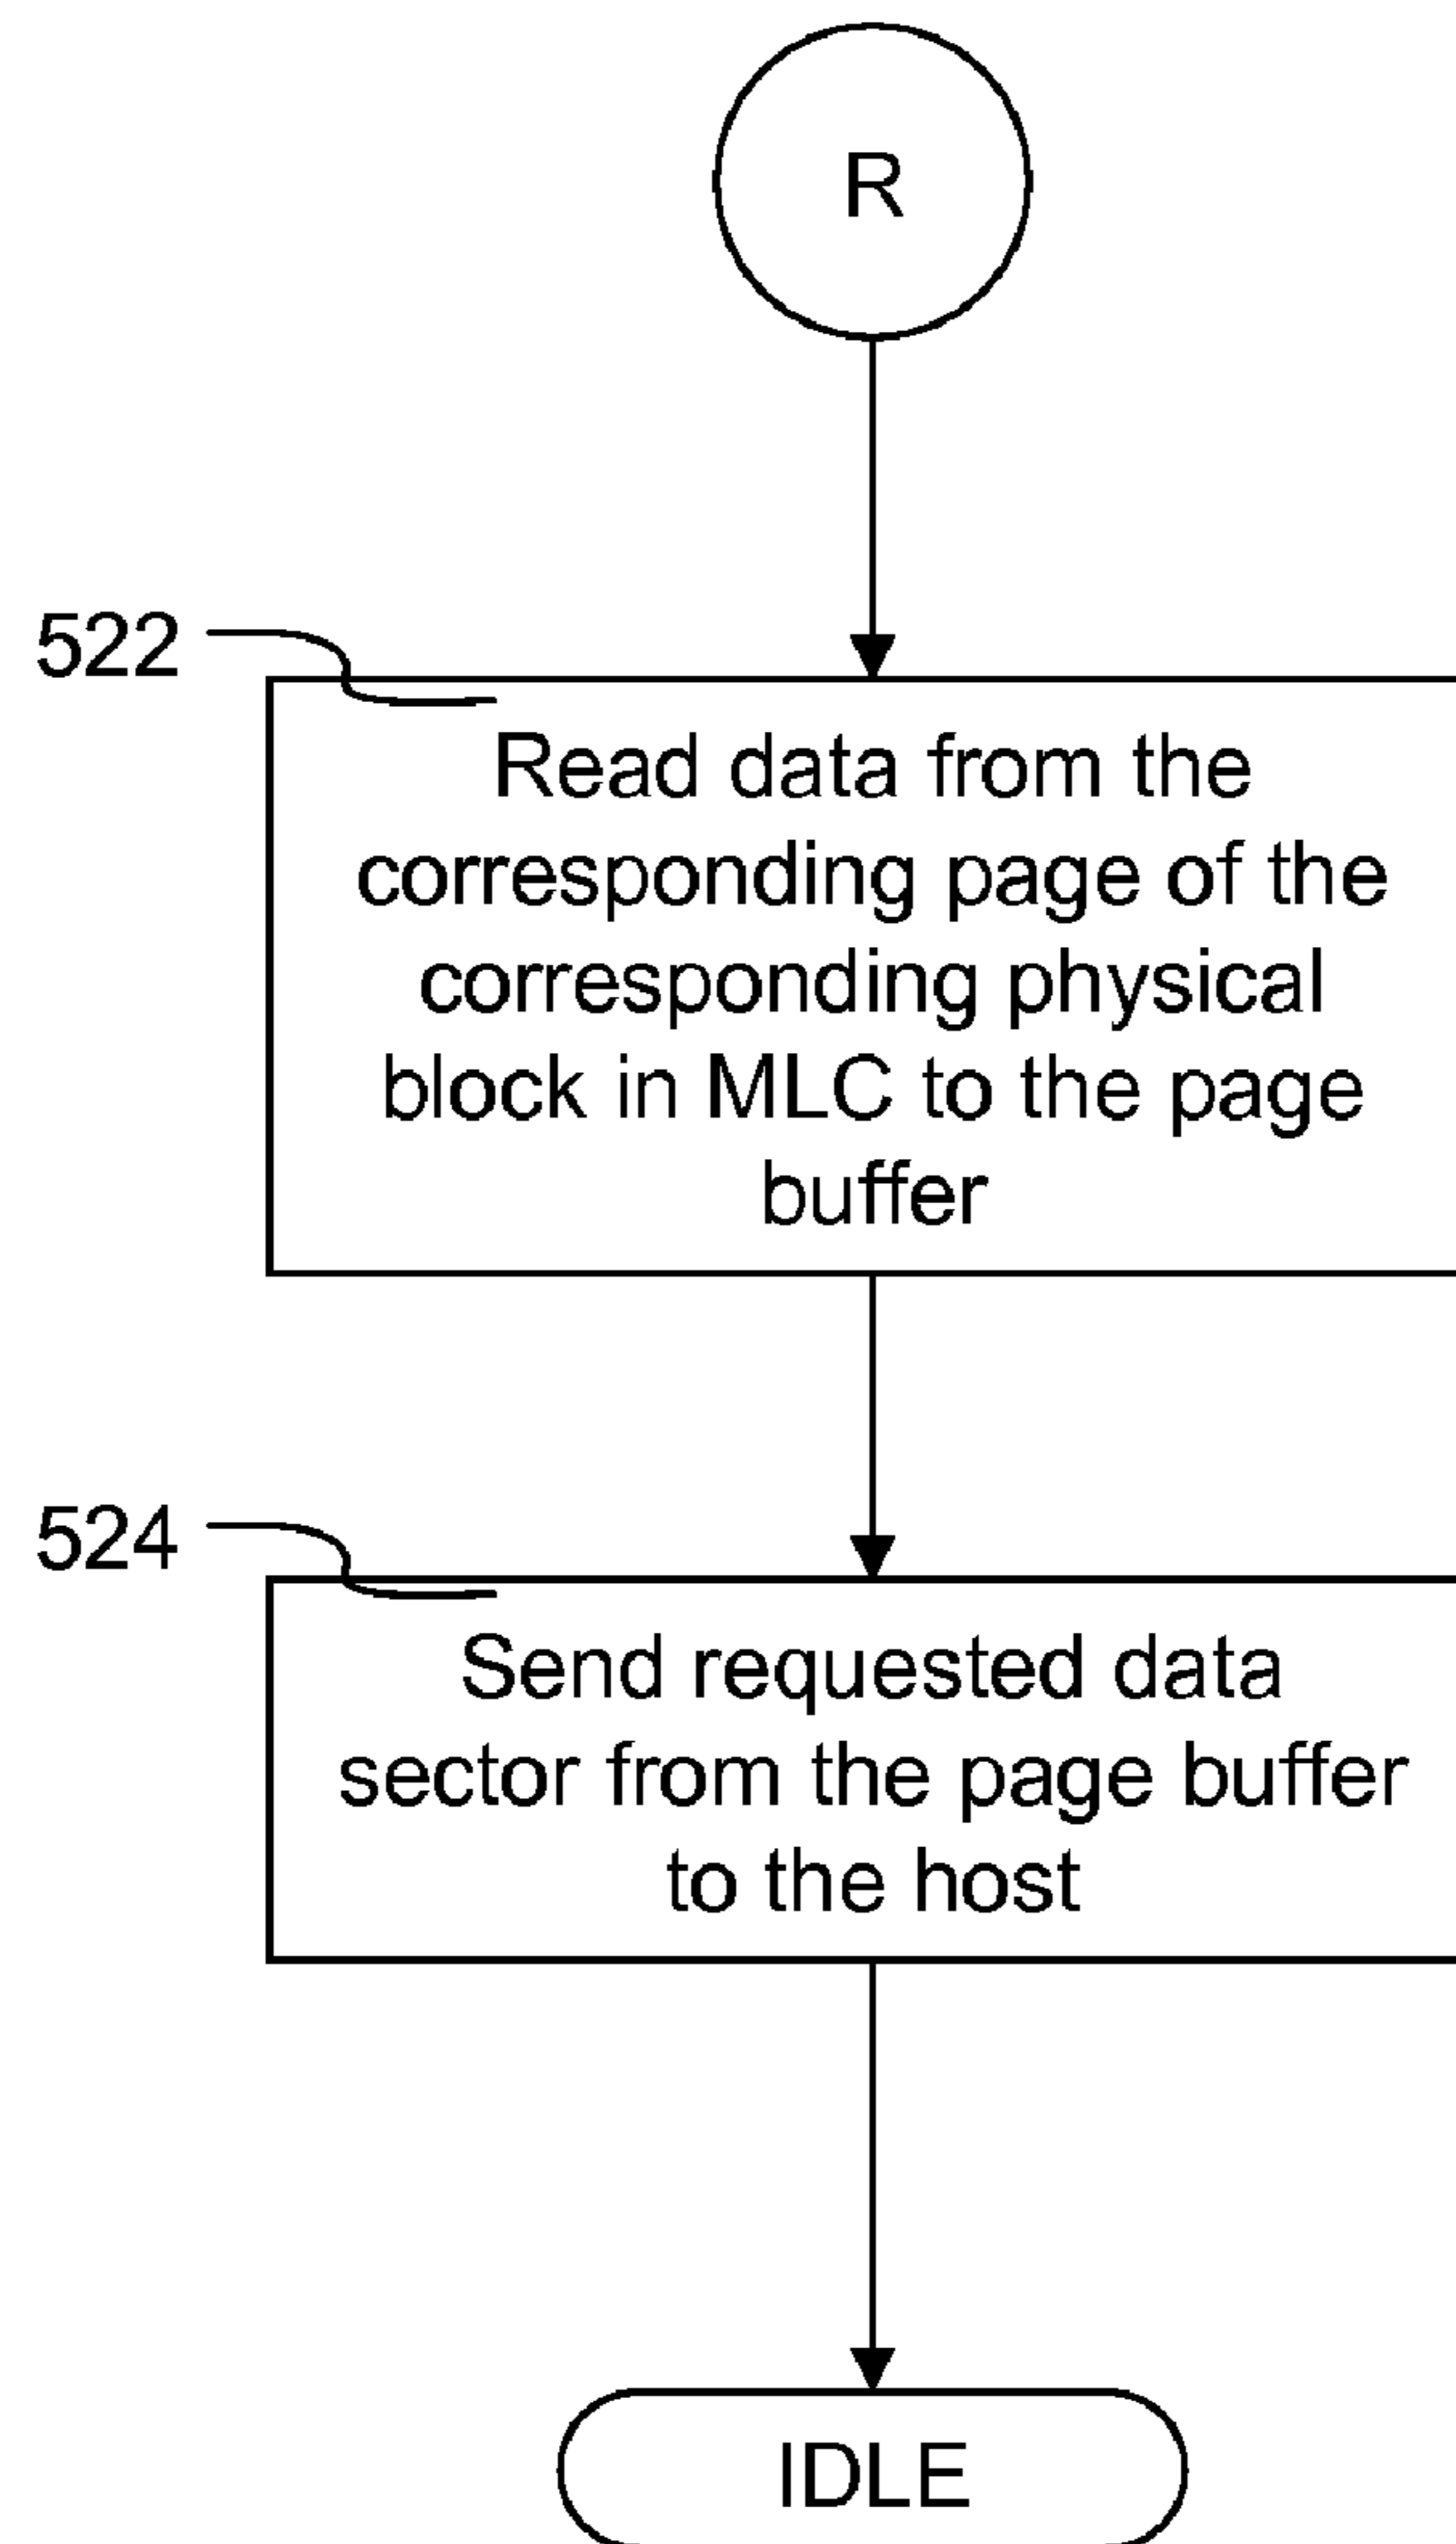 R
522
Read data from the
corresponding page of the
corresponding physical
block in MLC to the page
buffer
524
Send requested data
sector from the page buffer
to the host
IDLE